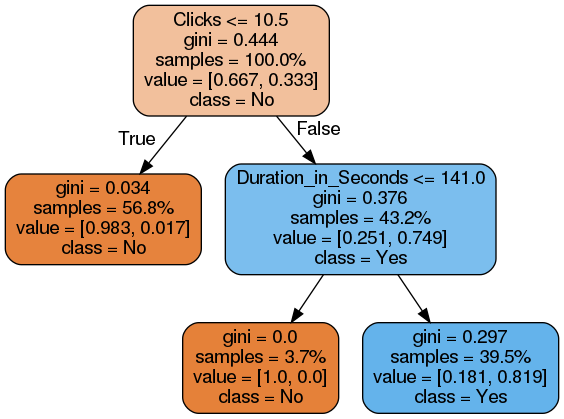 Clicks <= 10.5
gini = 0.444
samples = 100.0%
value = [0.667, 0.333]
class = No
True
False
gini = 0.034
samples = 56.8%
value = [0.983, 0.017]
class = No
Duration_in_Seconds <= 141.0
gini = 0.376
samples = 43.2%
value = [0.251, 0.749]
class = Yes
gini = 0.0
samples = 3.7%
value = [1.0, 0.0]
class = No
gini = 0.297
samples = 39.5%
value = [0.181, 0.819]
class = Yes